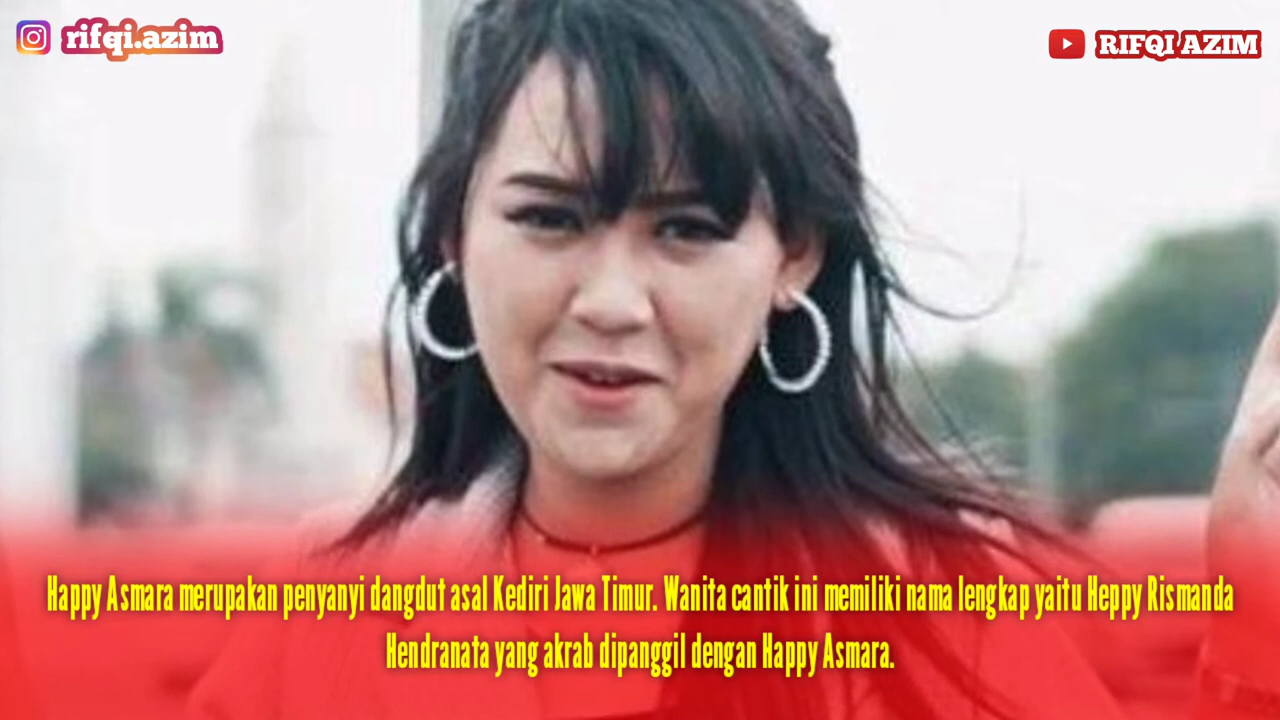 rifqi.azim
RIFQI AZIM
Happy Asmara merupakan penyanyi dangdut asal Kediri Jawa Timur. Wanita cantik ini memiliki nama lengkap yaitu Heppy Rismanda
Hendranata yang akrab dipanggil dengan Happy Asmara.